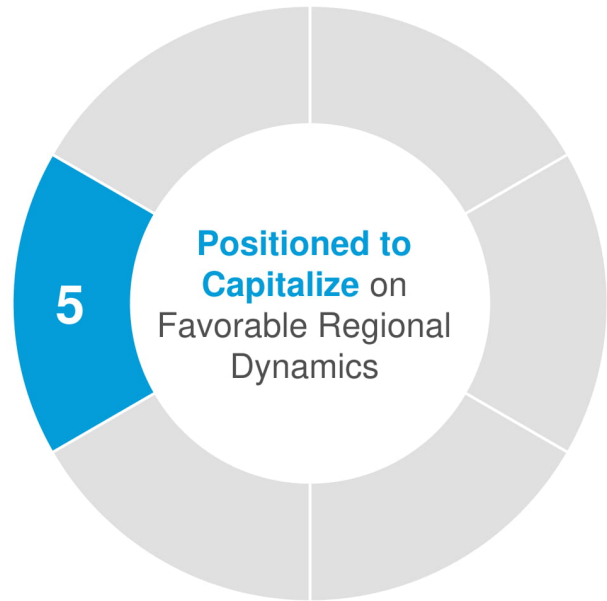 5
Positioned to
Capitalize on
Favorable Regional
Dynamics